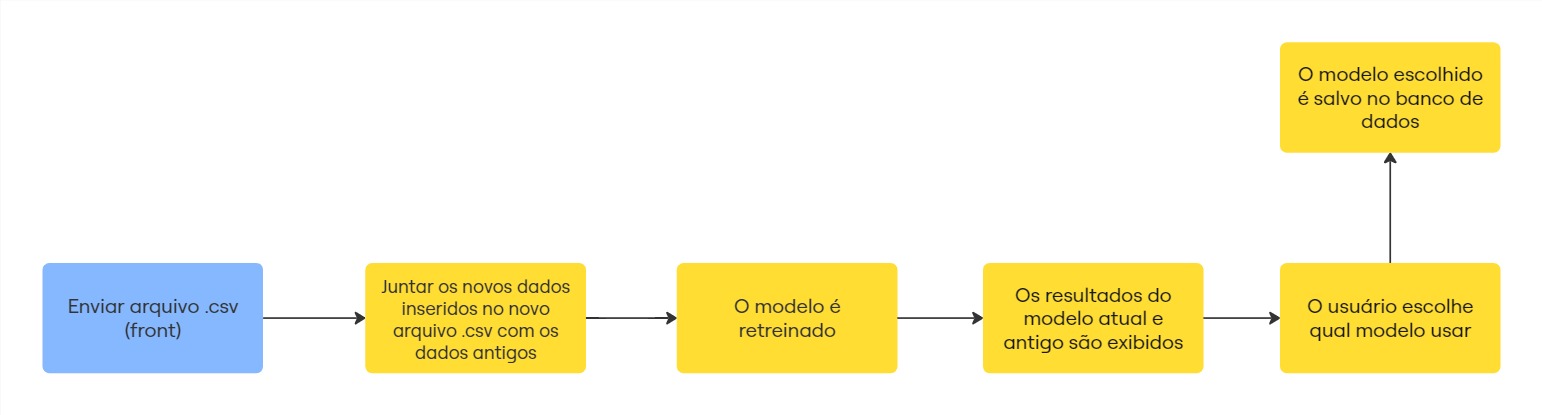 Enviar arquivo .csv
(front)
Juntar os novos dados
inseridos no novo
arquivo .csv com os
dados antigos
O modelo é
retreinado
Os resultados do
modelo atual e
antigo são exibidos
O usuário escolhe
qual modelo usar
O modelo escolhido
é salvo no banco de
dados